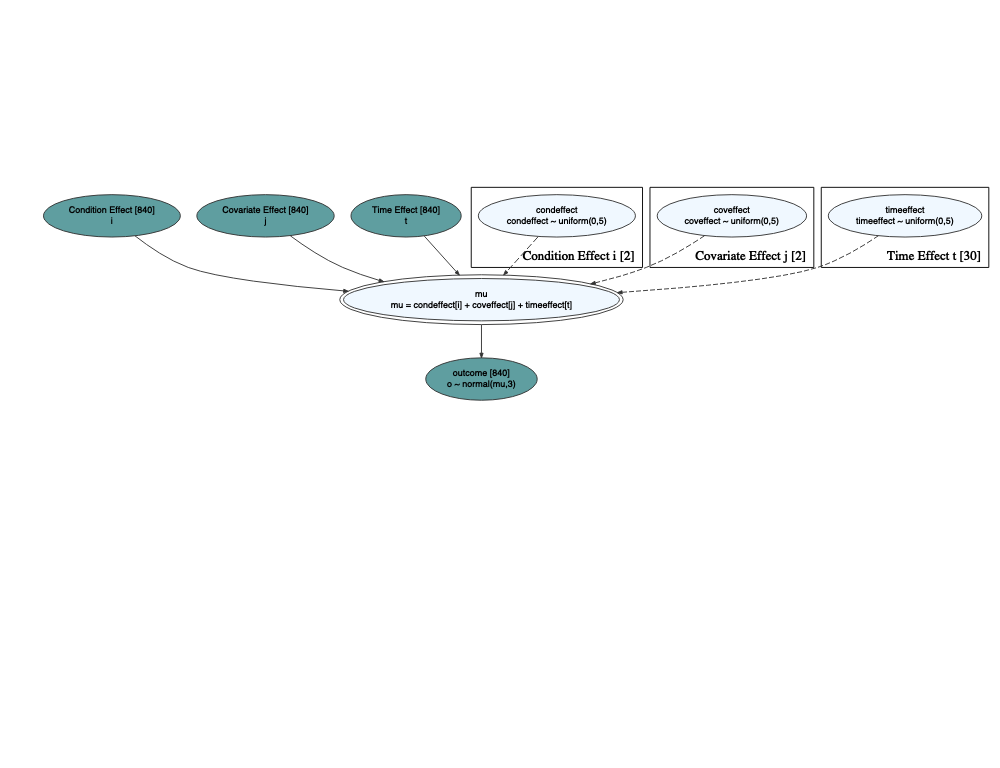 Condition Effect [840]
i
Covariate Effect [840]
j
Time Effect [840]
t
condeffect
condeffect ~ uniform(0,5)
Condition Effect i [2]
coveffect
coveffect ~ uniform(0,5)
Covariate Effect j [2]
timeeffect
timeeffect ~ uniform(0,5)
Time Effect t [30]
mu
mu = condeffect[i] + coveffect[j] + timeeffect[t]
outcome [840]
o ~ normal(mu,3)